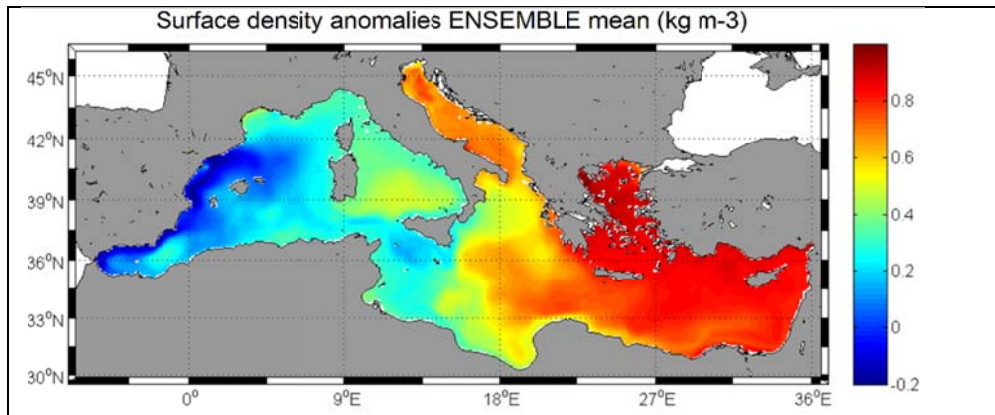 Surface density anomalies ENSEMBLE mean (kg m-3)
45°N
42°N
39°N
36°N
33°N
30°N
0°
9°E
18°E
27°E
36°E
0.8
0.6
0.4
0.2
0
-0.2